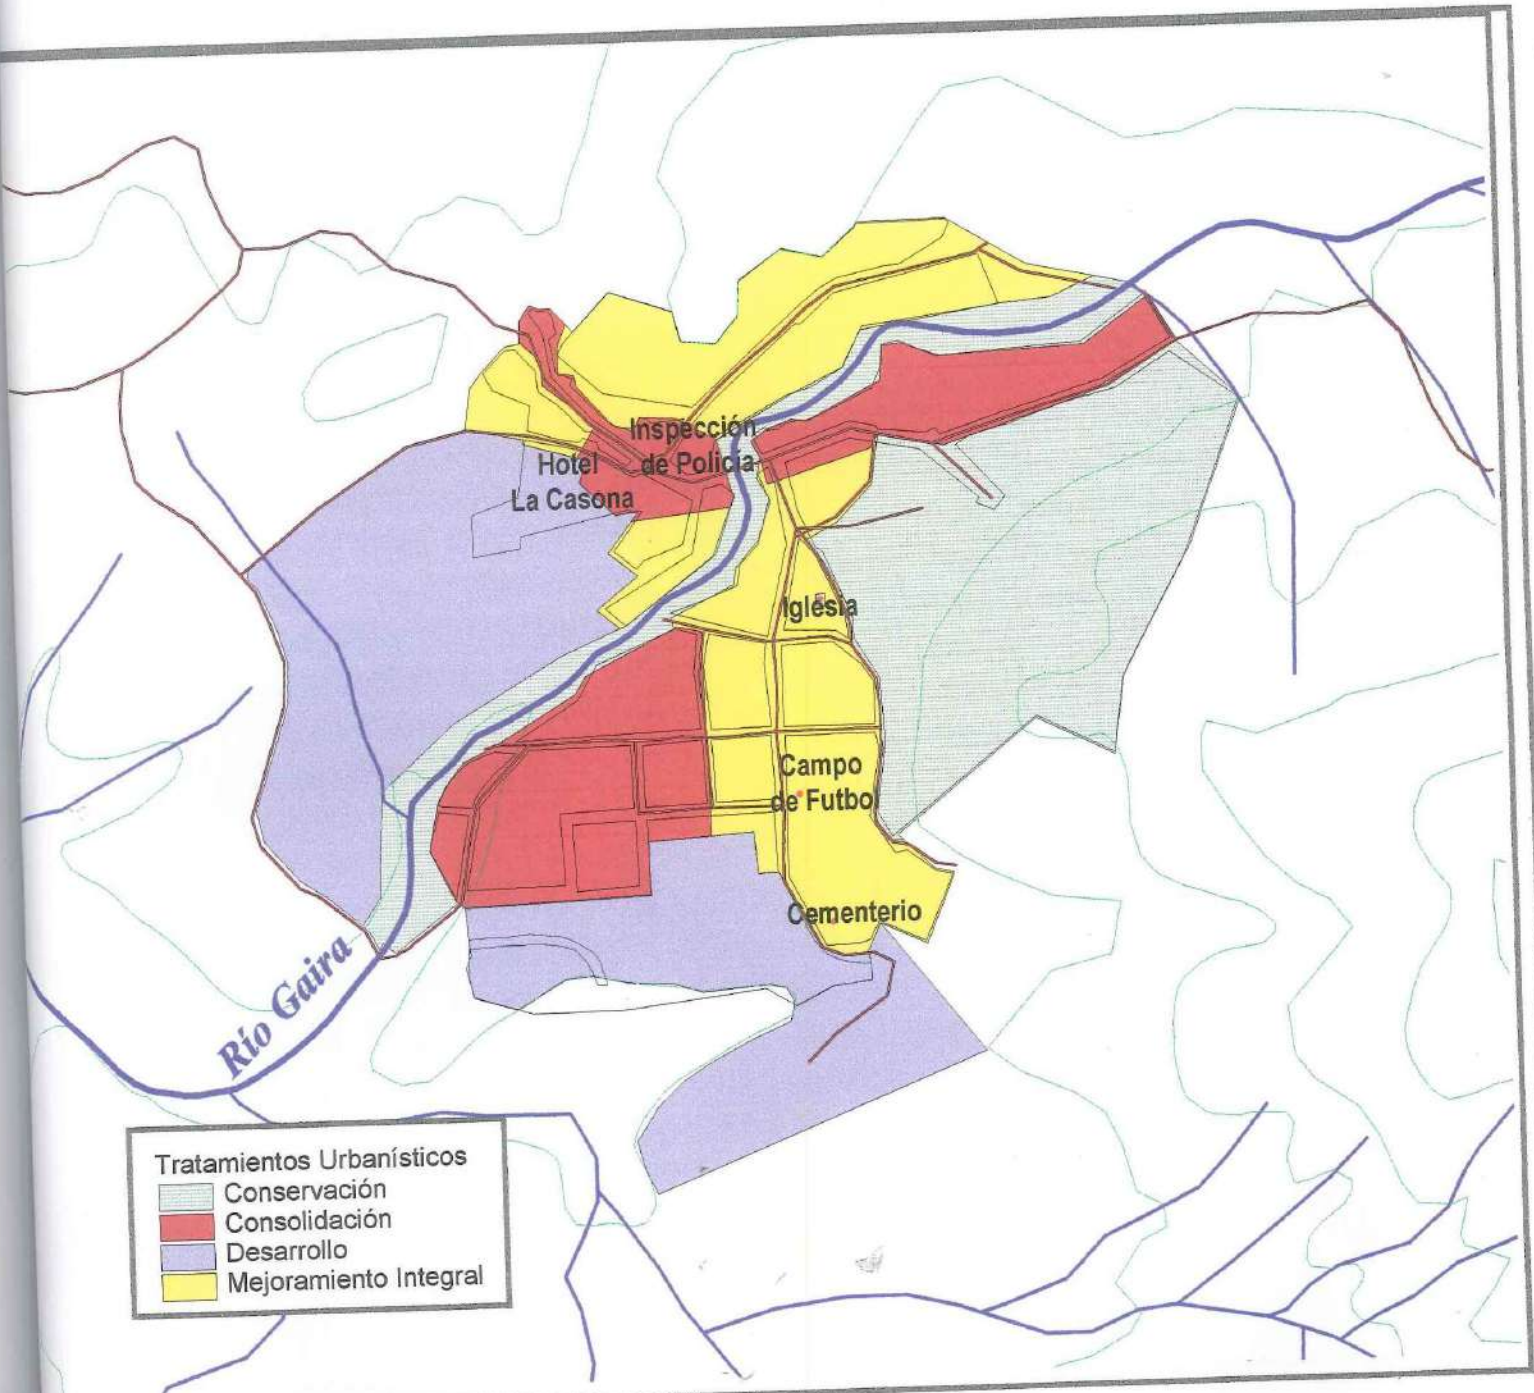 Inspección
de Policía
Hotel
La Casona
Iglesia
Campo
de Futbol
Cementerio
Río Gaira
Tratamientos Urbanísticos
Conservación
Consolidación
Desarrollo
Mejoramiento Integral